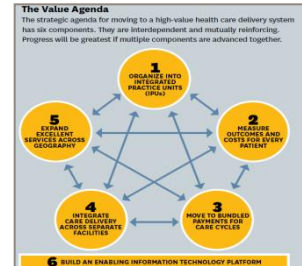 The Value Agenda
The strategic agenda for moving to a high-value health care delivery system
has six components. They are interdependent and mutually reinforcing.
Progress will be greatest if multiple components are advanced together.
1
ORGANIZE INTO
INTEGRATED
PRACTICE UNITS
(IPUs)
5
EXPAND
EXCELLENT
SERVICES ACROSS
GEOGRAPHY
2
MEASURE
OUTCOMES AND
COSTS FOR EVERY
PATIENT
4
INTEGRATE
CARE DELIVERY
ACROSS SEPARATE
FACILITIES
3
MOVE TO BUNDLED
PAYMENTS FOR
CARE CYCLES
6 BUILD AN ENABLING INFORMATION TECHNOLOGY PLATFORM